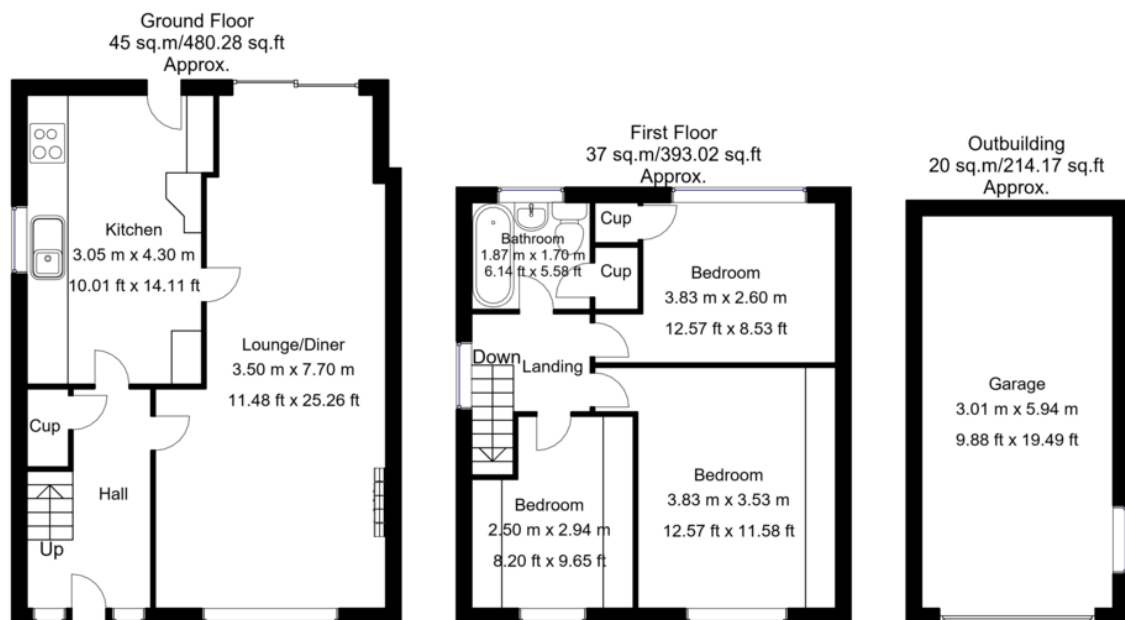 Ground Floor
45 sq.m/480.28 sq.ft
Approx.
Kitchen
3.05 m x 4.30 m
10.01 ft x 14.11 ft
Lounge/Diner
3.50 m x 7.70 m
11.48 ft x 25.26 ft
Cup
Hall
Up
First Floor
37 sq.m/393.02 sq.ft
Approx.
Bathroom
1.87 m x 1.70 m
6.14 ft x 5.58 ft
Cup
Cup
Bedroom
3.83 m x 2.60 m
12.57 ft x 8.53 ft
Down
Landing
Bedroom
2.50 m x 2.94 m
8.20 ft x 9.65 ft
Bedroom
3.83 m x 3.53 m
12.57 ft x 11.58 ft
Outbuilding
20 sq.m/214.17 sq.ft
Approx.
Garage
3.01 m x 5.94 m
9.88 ft x 19.49 ft